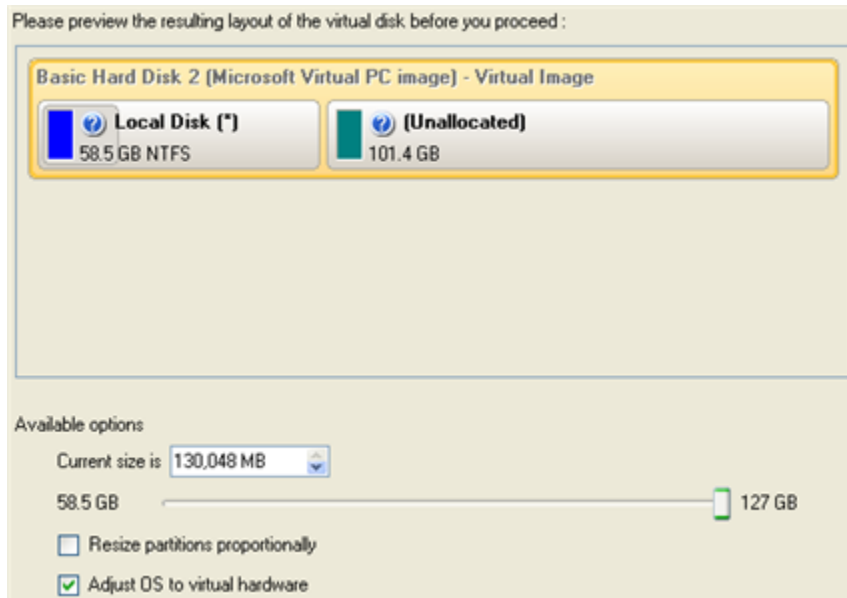 Please preview the resulting layout of the virtual disk before you proceed :
Basic Hard Disk 2 (Microsoft Virtual PC image) - Virtual Image
Local Disk (*)
58.5 GB NTFS
(Unallocated)
101.4 GB
Available options
Current size is 130,048 MB
58.5 GB 127 GB
Resize partitions proportionally
Adjust OS to virtual hardware